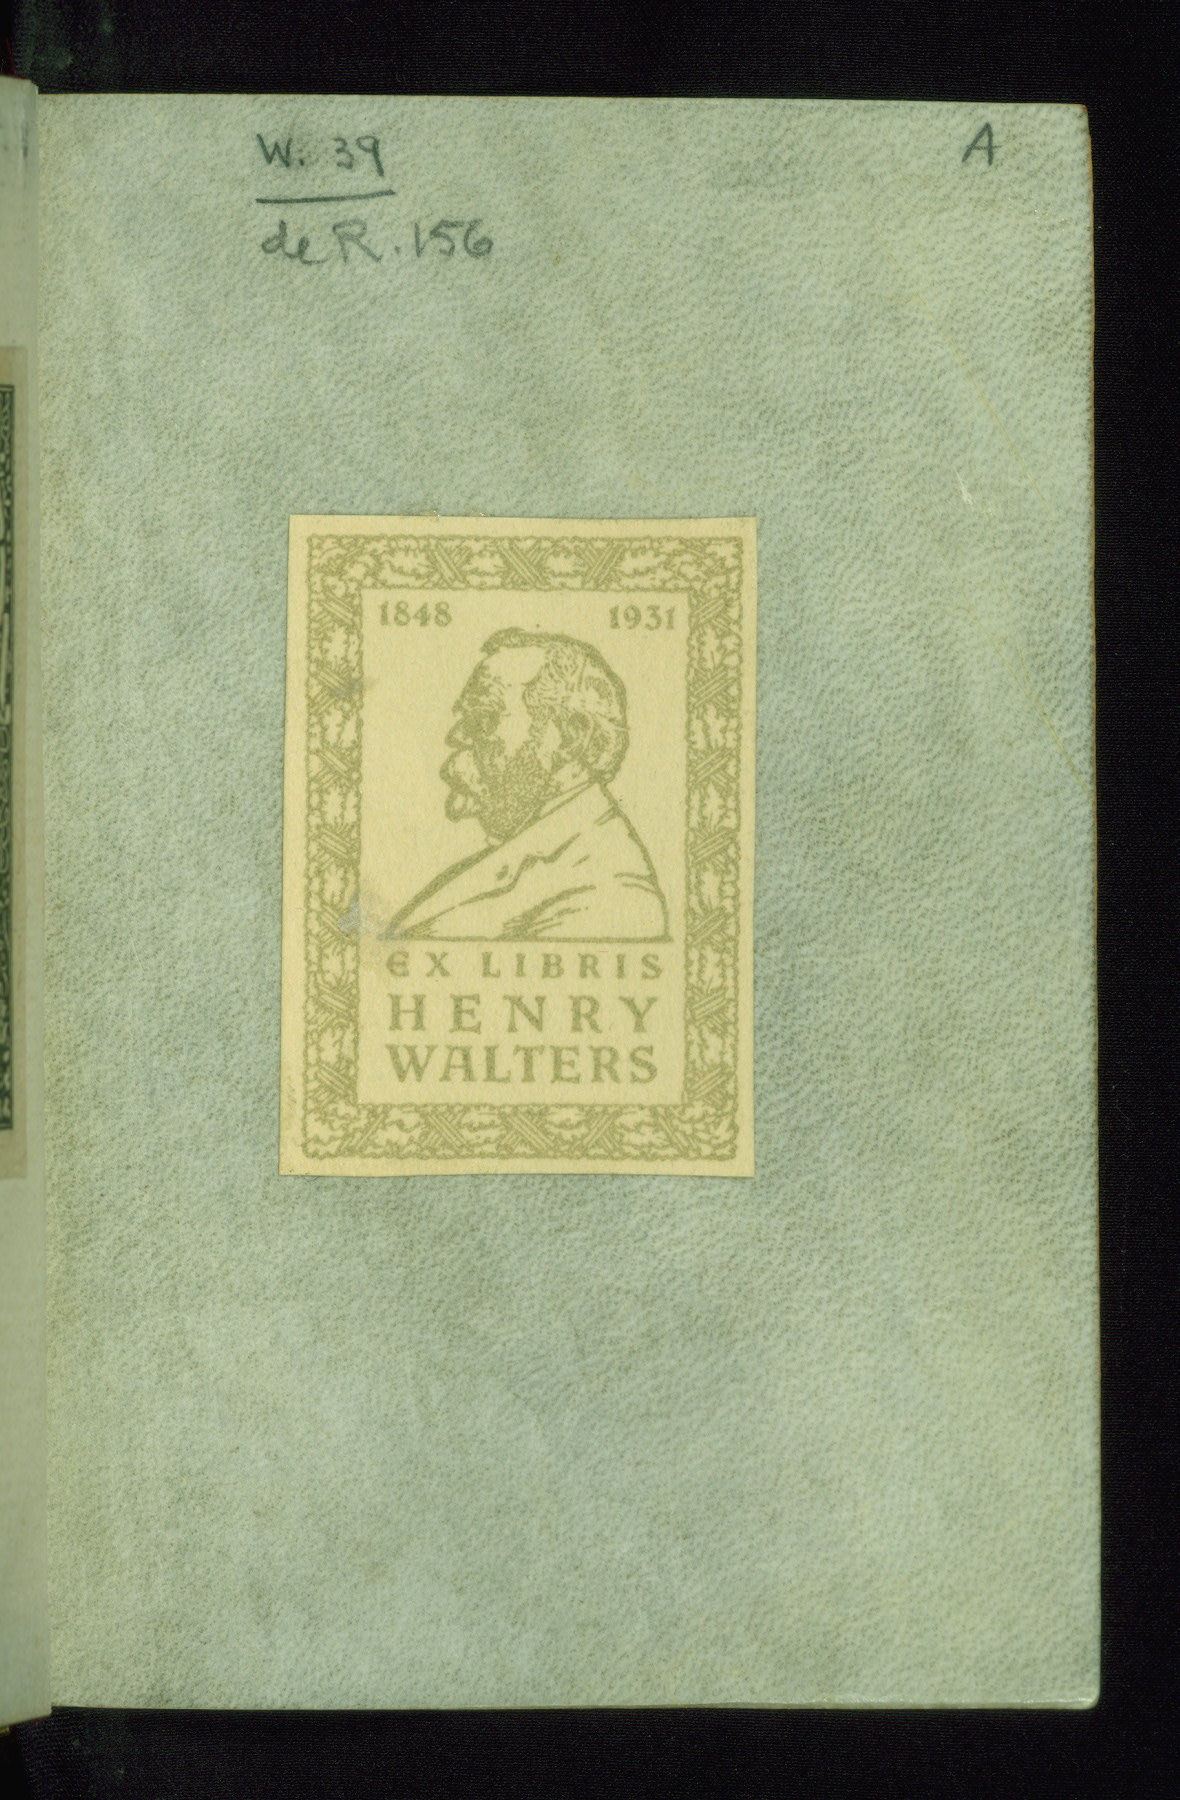 W. 39
de R. 156
A
1848 1931
EX LIBRIS
HENRY
WALTERS